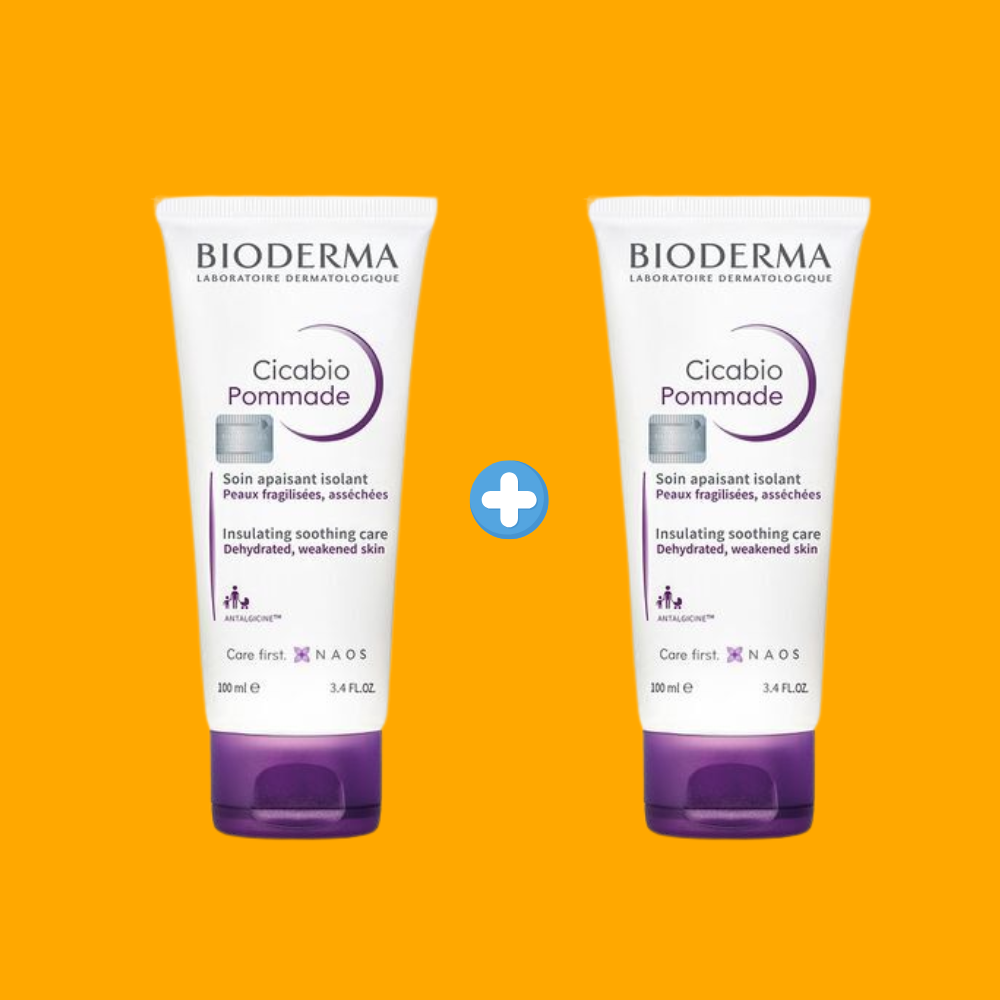 BIODERMA
LABORATOIRE DERMATOLOGIQUE
Cicabio
Pommade
Soin apaisant isolant
Peaux fragilisées, asséchées
Insulating soothing care
Dehydrated, weakened skin
ANTALGICINE™
Care first. NAOS
100 ml ℮ 3.4 FL.OZ.
BIODERMA
LABORATOIRE DERMATOLOGIQUE
Cicabio
Pommade
Soin apaisant isolant
Peaux fragilisées, asséchées
Insulating soothing care
Dehydrated, weakened skin
ANTALGICINE™
Care first. NAOS
100 ml ℮ 3.4 FL.OZ.